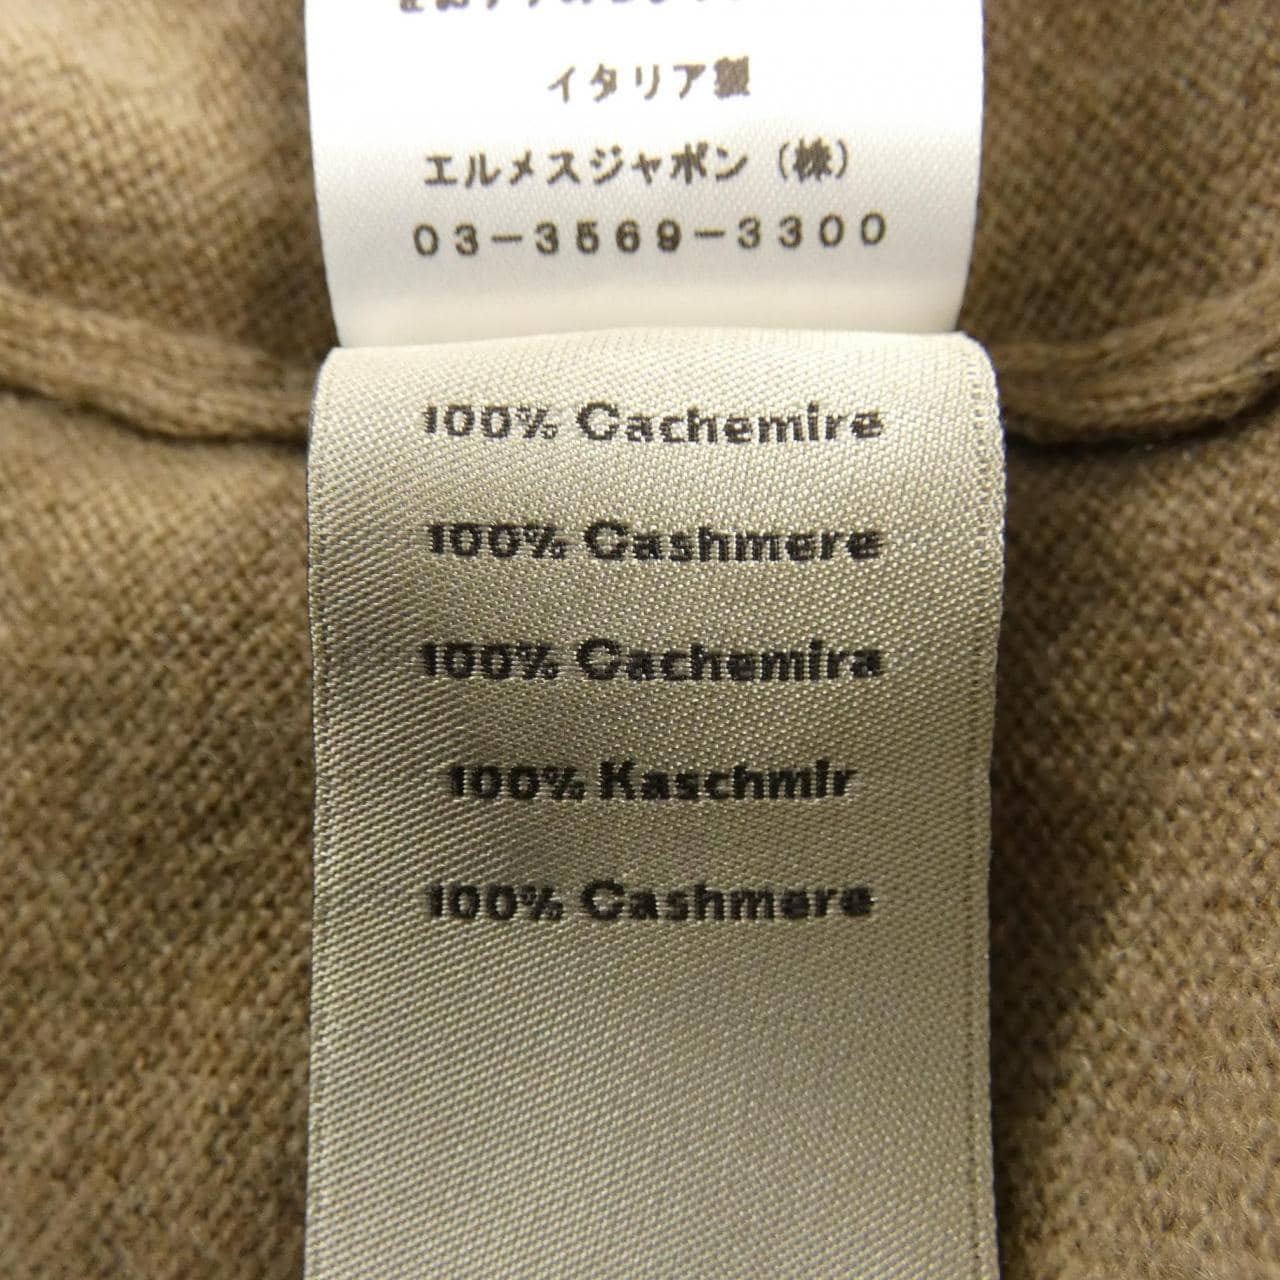 イタリア製
エルメスジャポン（株）
03-3569-3300
100% Cachemire
100% Cashmere
100% Cachemira
100% Kaschmir
100% Cashmere